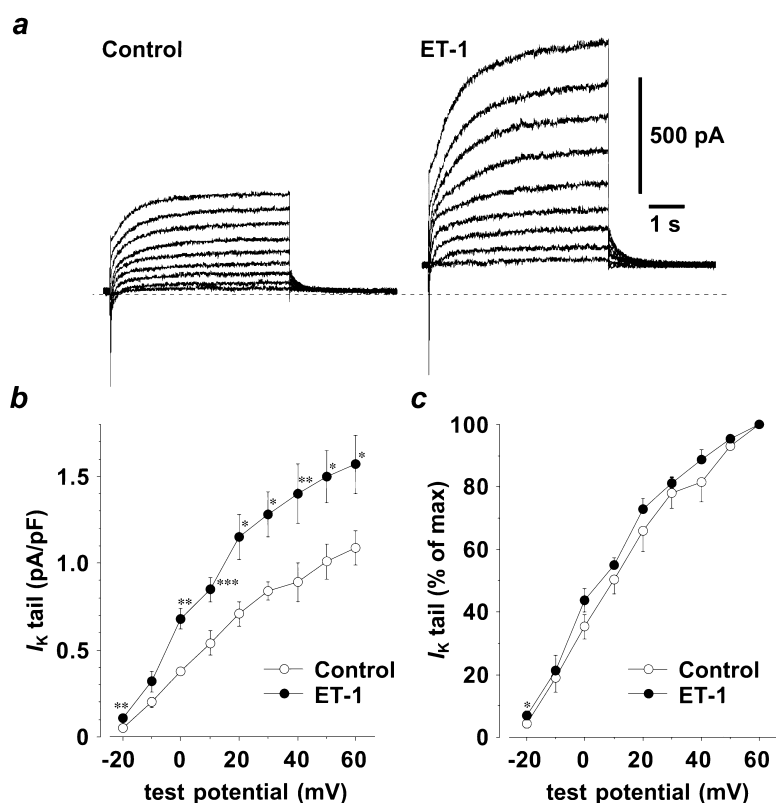 a
Control
ET-1
500 pA
1 s
b
1.5
1.0
0.5
0
IK tail (pA/pF)
**
**
***
*
*
**
*
*
Control
ET-1
-20 0 20 40 60
test potential (mV)
c
100
80
60
40
20
0
IK tail (% of max)
*
Control
ET-1
-20 0 20 40 60
test potential (mV)